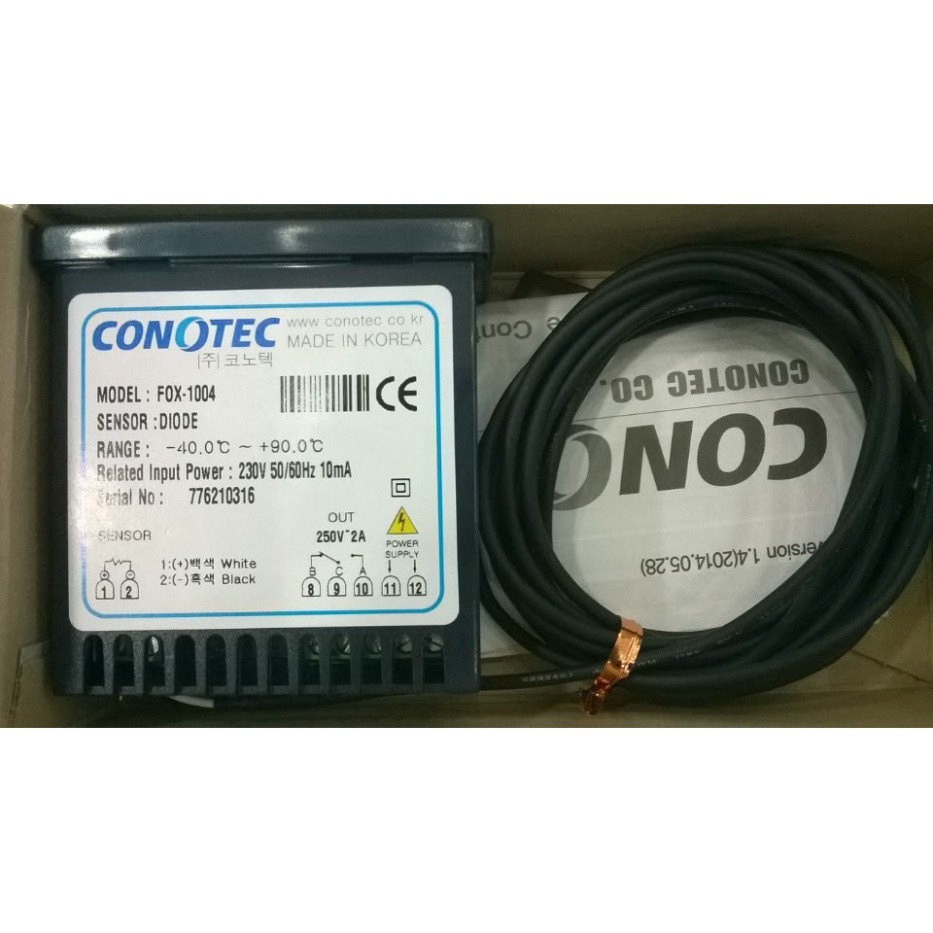 CONOTEC www conotec co kr
MADE IN KOREA
(주)코노텍
MODEL : FOX-1004
CE
SENSOR : DIODE
RANGE : -40.0℃ ~ +90.0℃
Related Input Power : 230V 50/60Hz 10mA
Serial No : 776210316
SENSOR
OUT
250V~2A
POWER
SUPPLY
1:(+)백색 White
2:(-)흑색 Black
B C A
1 2 8 9 10 11 12
CONOTEC CO.
CONO
ersion 1.4(2014.05.28)